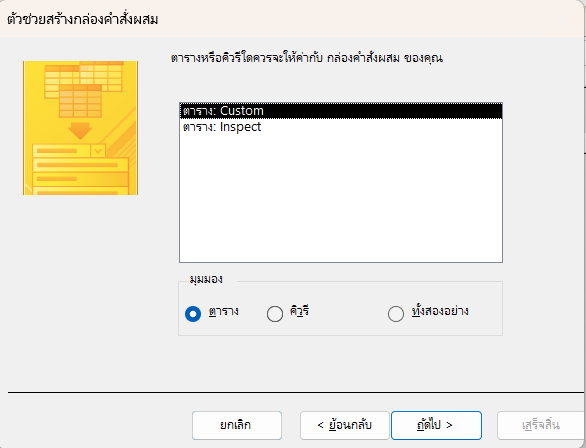 ตัวช่วยสร้างกล่องคำสั่งผสม
ตารางหรือคิวรีใดควรจะให้ค่ากับ กล่องคำสั่งผสม ของคุณ
ตาราง: Custom
ตาราง: Inspect
มุมมอง
ตาราง คิวรี ทั้งสองอย่าง
ยกเลิก < ย้อนกลับ ถัดไป > เสร็จสิ้น